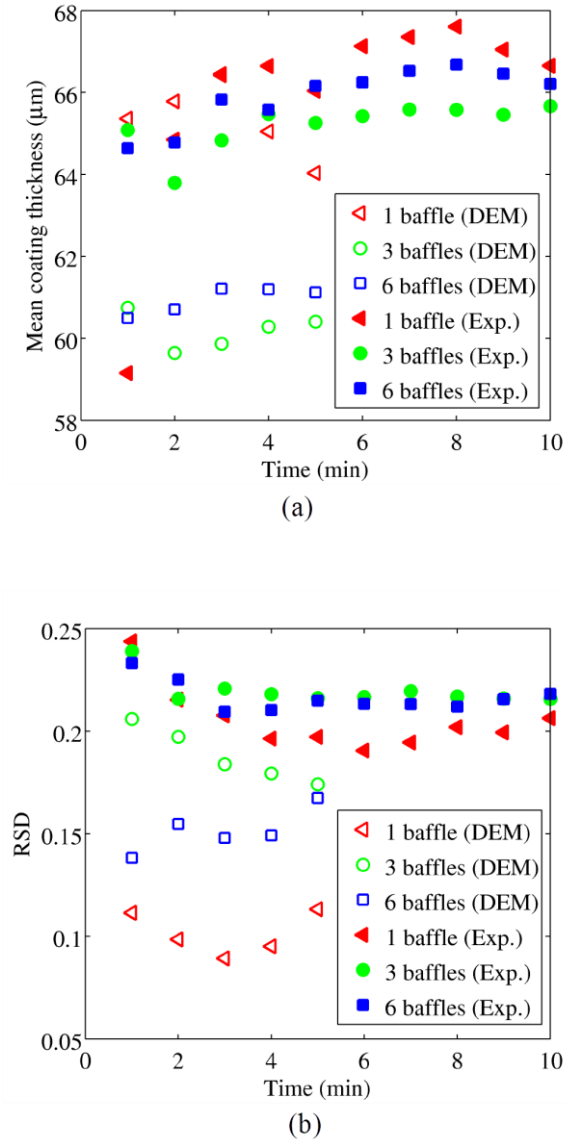 68
66
64
62
60
58
Mean coating thickness (μm)
1 baffle (DEM)
3 baffles (DEM)
6 baffles (DEM)
1 baffle (Exp.)
3 baffles (Exp.)
6 baffles (Exp.)
0 2 4 6 8 10
Time (min)
(a)
0.25
0.2
0.15
0.1
0.05
RSD
1 baffle (DEM)
3 baffles (DEM)
6 baffles (DEM)
1 baffle (Exp.)
3 baffles (Exp.)
6 baffles (Exp.)
0 2 4 6 8 10
Time (min)
(b)